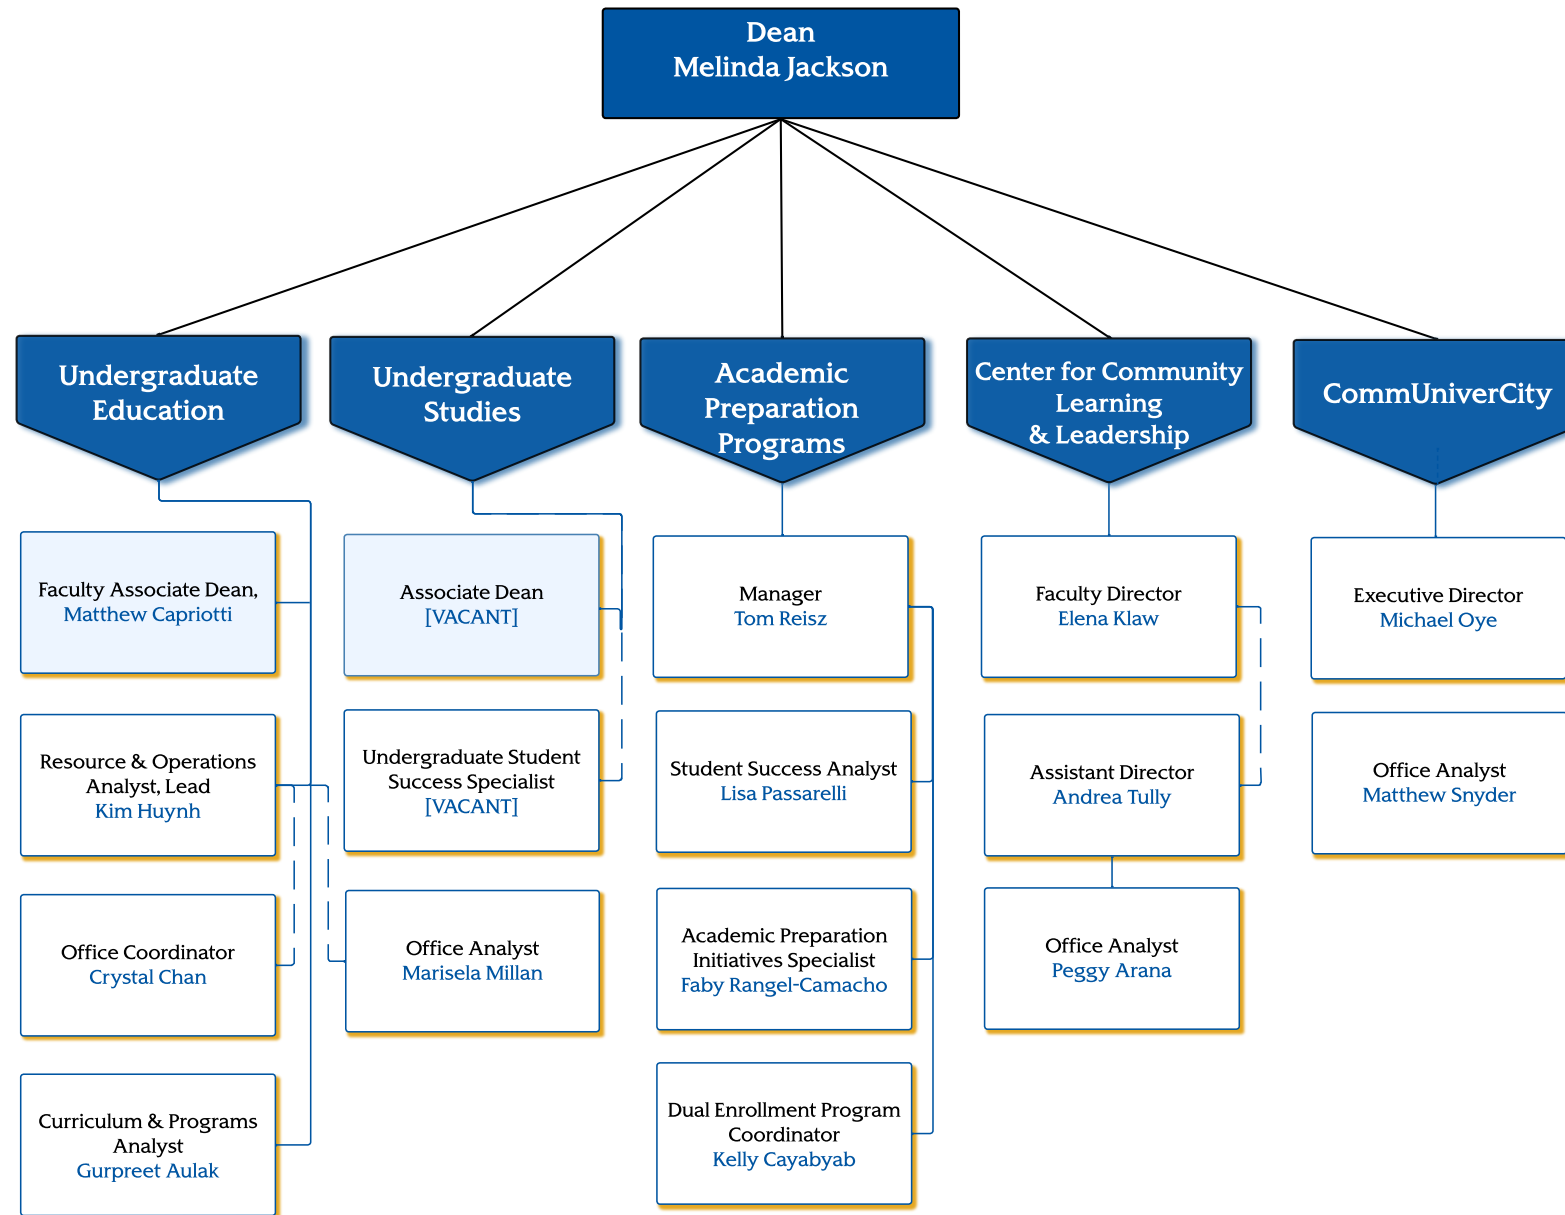 Dean
Melinda Jackson
Undergraduate
Education
Undergraduate
Studies
Academic
Preparation
Programs
Center for Community
Learning
& Leadership
CommUniverCity
Faculty Associate Dean,
Matthew Capriotti
Resource & Operations
Analyst, Lead
Kim Huynh
Office Coordinator
Crystal Chan
Curriculum & Programs
Analyst
Gurpreet Aulak
Associate Dean
[VACANT]
Undergraduate Student
Success Specialist
[VACANT]
Office Analyst
Marisela Millan
Manager
Tom Reisz
Student Success Analyst
Lisa Passarelli
Academic Preparation
Initiatives Specialist
Faby Rangel-Camacho
Dual Enrollment Program
Coordinator
Kelly Cayabyab
Faculty Director
Elena Klaw
Assistant Director
Andrea Tully
Office Analyst
Peggy Arana
Executive Director
Michael Oye
Office Analyst
Matthew Snyder